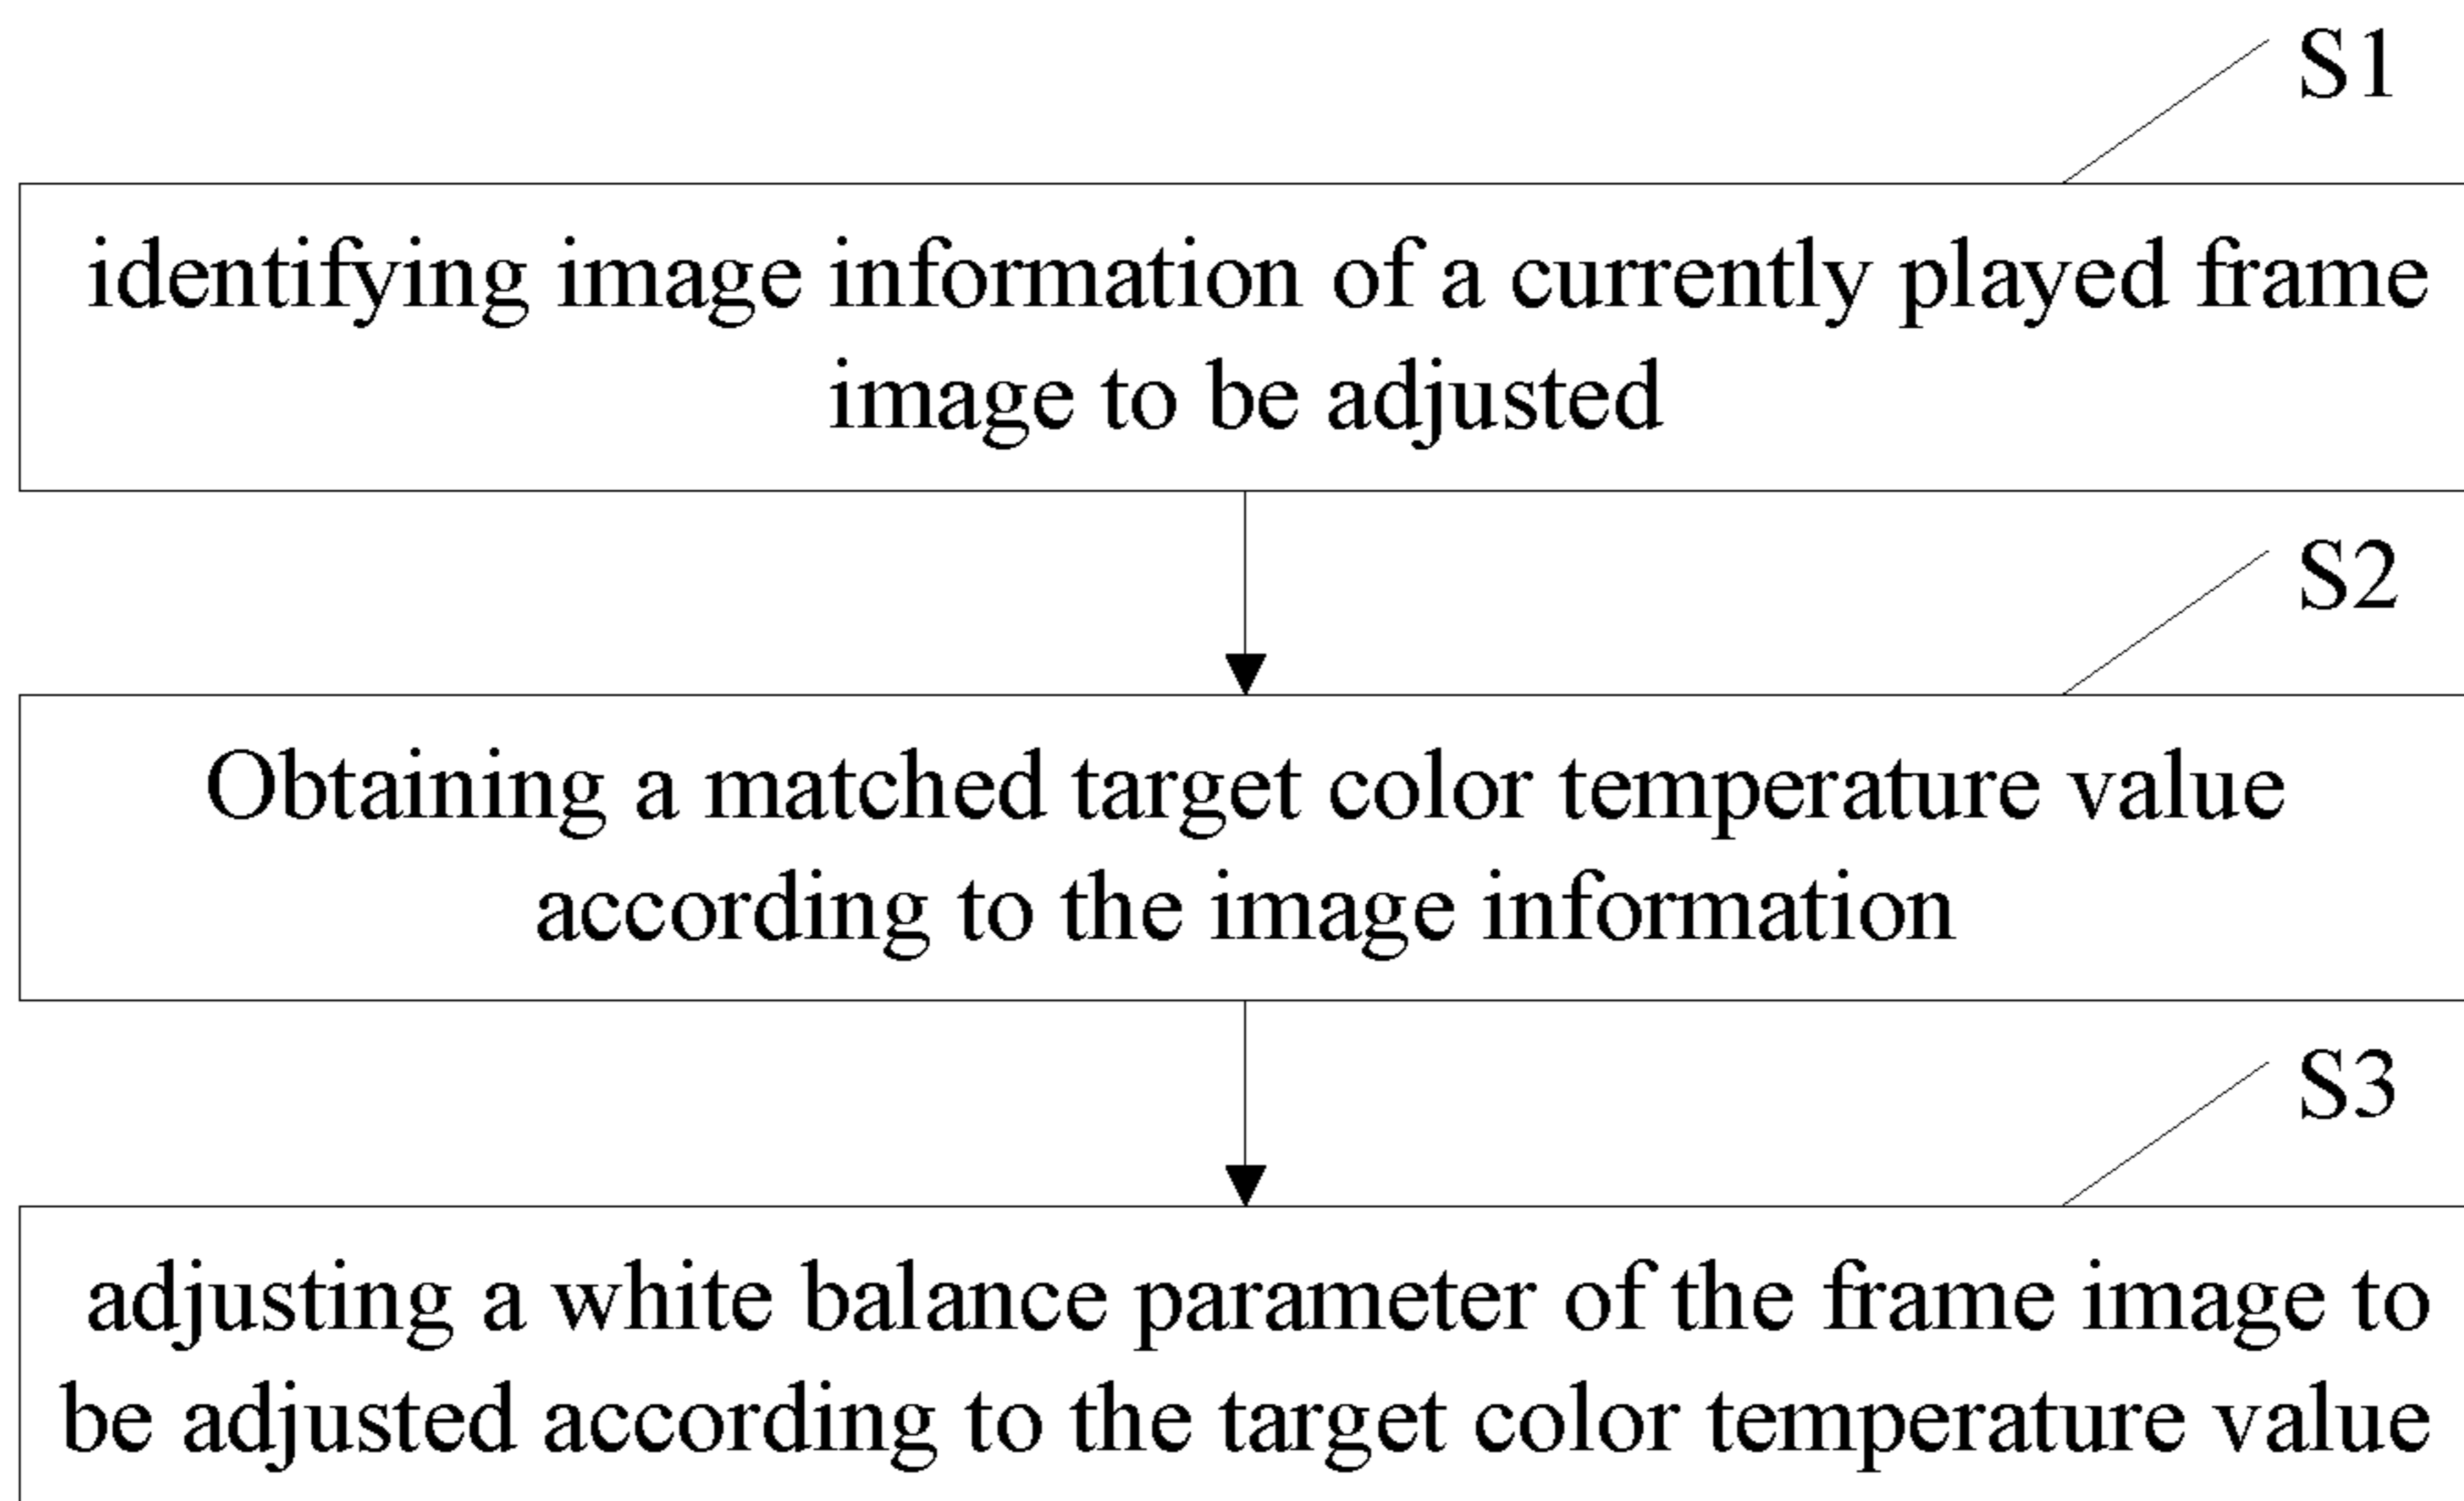 S1
identifying image information of a currently played frame
image to be adjusted
S2
Obtaining a matched target color temperature value
according to the image information
S3
adjusting a white balance parameter of the frame image to
be adjusted according to the target color temperature value